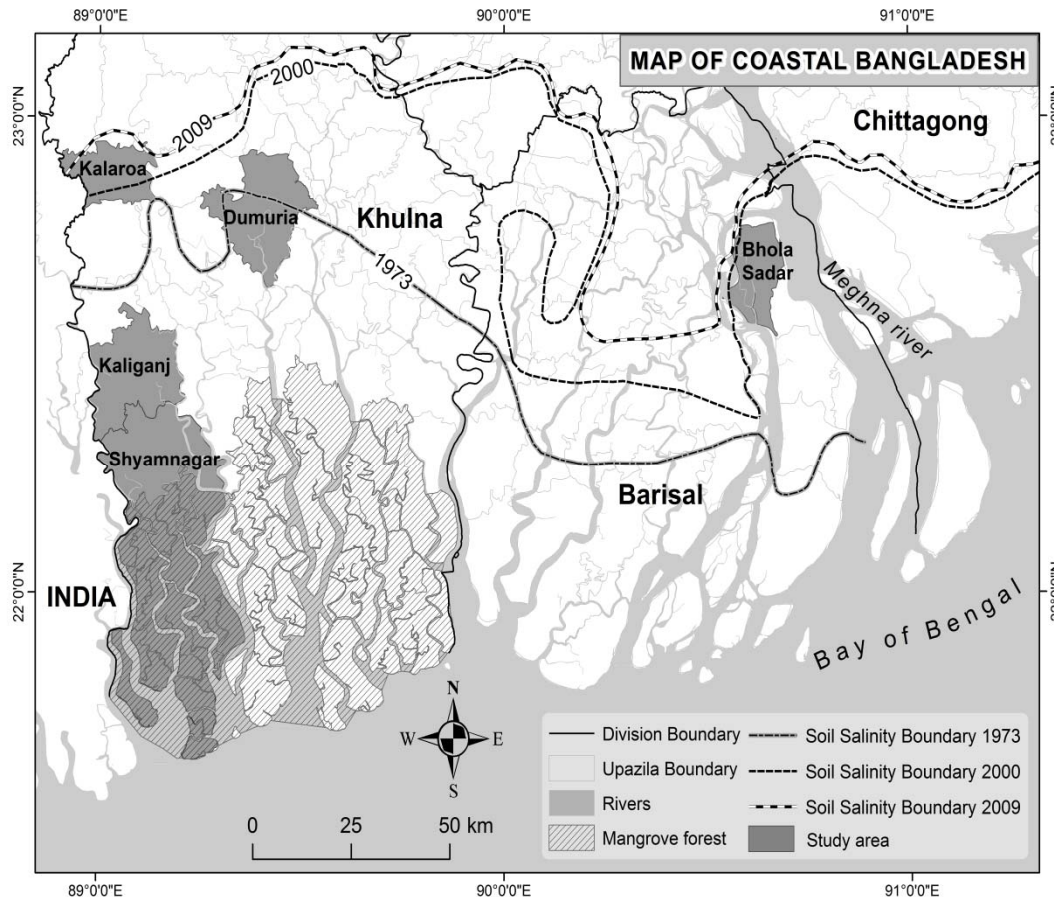 89°0'0"E 90°0'0"E 91°0'0"E
MAP OF COASTAL BANGLADESH
23°0'0"N
2000
2009
Chittagong
Kalaroa
Dumuria
Khulna
1973
Bhola
Sadar
Meghna river
Kaliganj
Shyamnagar
Barisal
22°0'0"N
INDIA
Bay of Bengal
N
W E
S
0 25 50 km
Division Boundary
Upazila Boundary
Rivers
Mangrove forest
Soil Salinity Boundary 1973
Soil Salinity Boundary 2000
Soil Salinity Boundary 2009
Study area
89°0'0"E 90°0'0"E 91°0'0"E